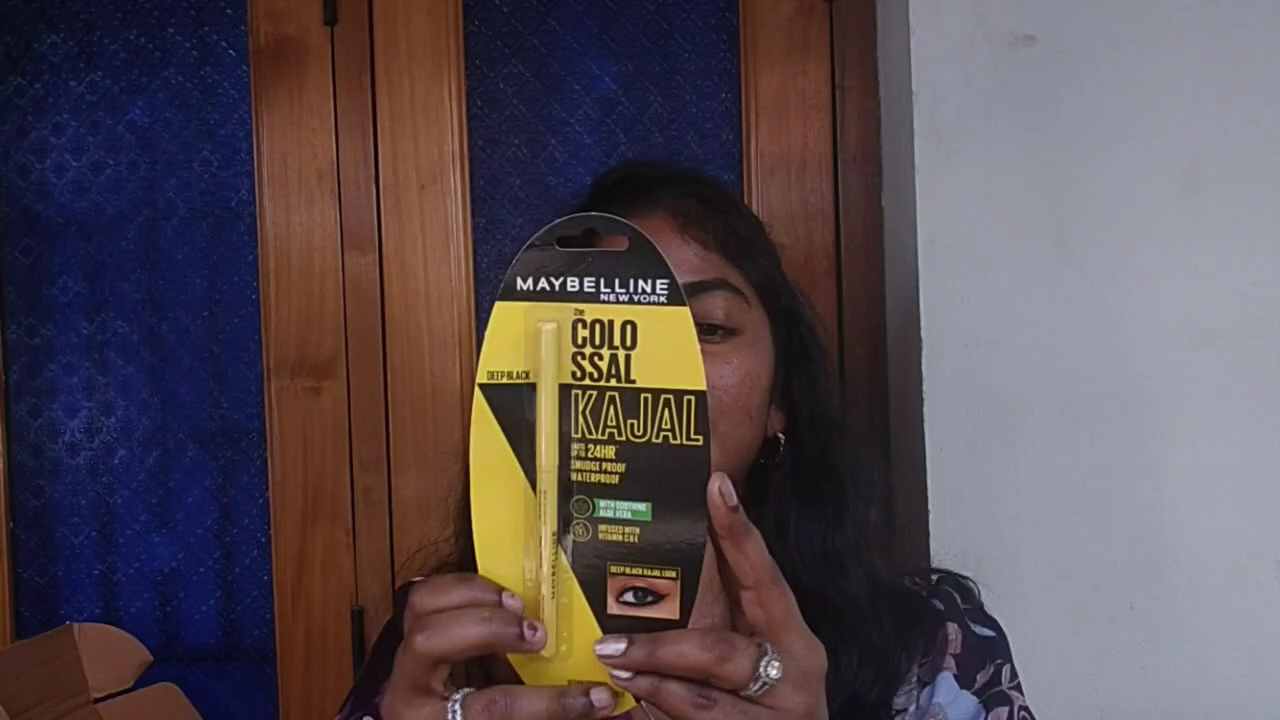 MAYBELLINE
NEW YORK
the
COLO
SSAL
DEEP BLACK
KAJAL
LASTS
UP TO 24HR*
SMUDGE PROOF
WATERPROOF
WITH SOOTHING
ALOE VERA
INFUSED WITH
VITAMIN C & E
DEEP BLACK KAJAL LOOK
MAYBELLINE